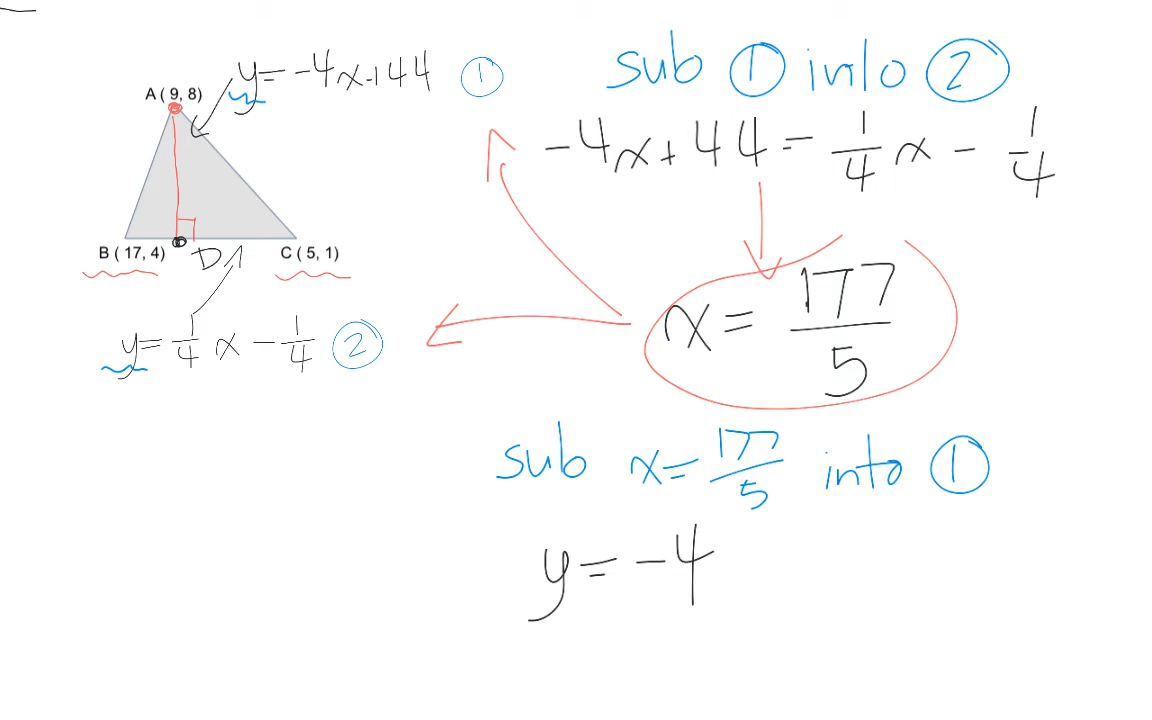 y = -4x+44 ①
A ( 9, 8)
B ( 17, 4)
D
C ( 5, 1)
y = 1/4 x - 1/4 ②
sub ① into ②
-4x+44 = 1/4 x - 1/4
x = 177/5
sub x = 177/5 into ①
y = -4